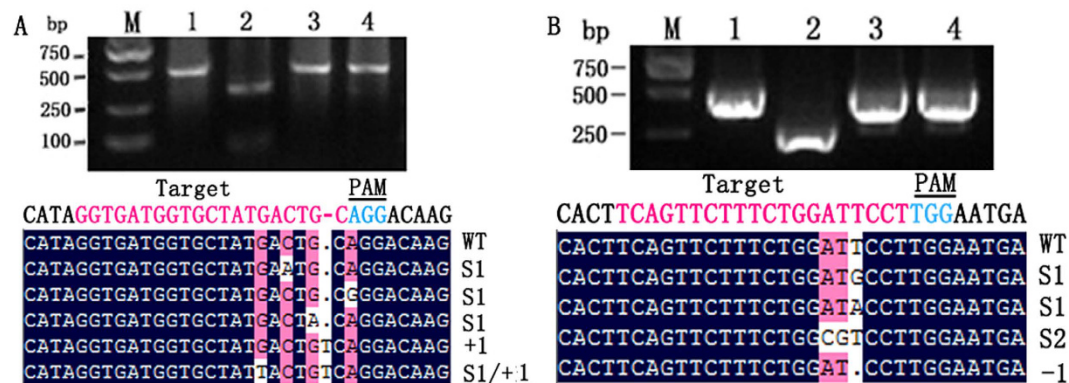 A bp M 1 2 3 4
750
500
250
100
Target PAM
CATAGGTGATGGTGCTATGACTG-CAGGACAAG
CATAGGTGATGGTGCTATGACTG.CAGGACAAG WT
CATAGGTGATGGTGCTATGAATG.CAGGACAAG S1
CATAGGTGATGGTGCTATGACTG.CGGGACAAG S1
CATAGGTGATGGTGCTATGACTA.CAGGACAAG S1
CATAGGTGATGGTGCTATGACTGTCAGGACAAG +1
CATAGGTGATGGTGCTATTACTGTCAGGACAAG S1/+1
B bp M 1 2 3 4
750
500
250
Target PAM
CACTTCAGTTCTTTCTGGATTCCTTGGAATGA
CACTTCAGTTCTTTCTGGATTCCTTGGAATGA WT
CACTTCAGTTCTTTCTGGATGCCTTGGAATGA S1
CACTTCAGTTCTTTCTGGATACCTTGGAATGA S1
CACTTCAGTTCTTTCTGGCGTCCTTGGAATGA S2
CACTTCAGTTCTTTCTGGAT.CCTTGGAATGA -1